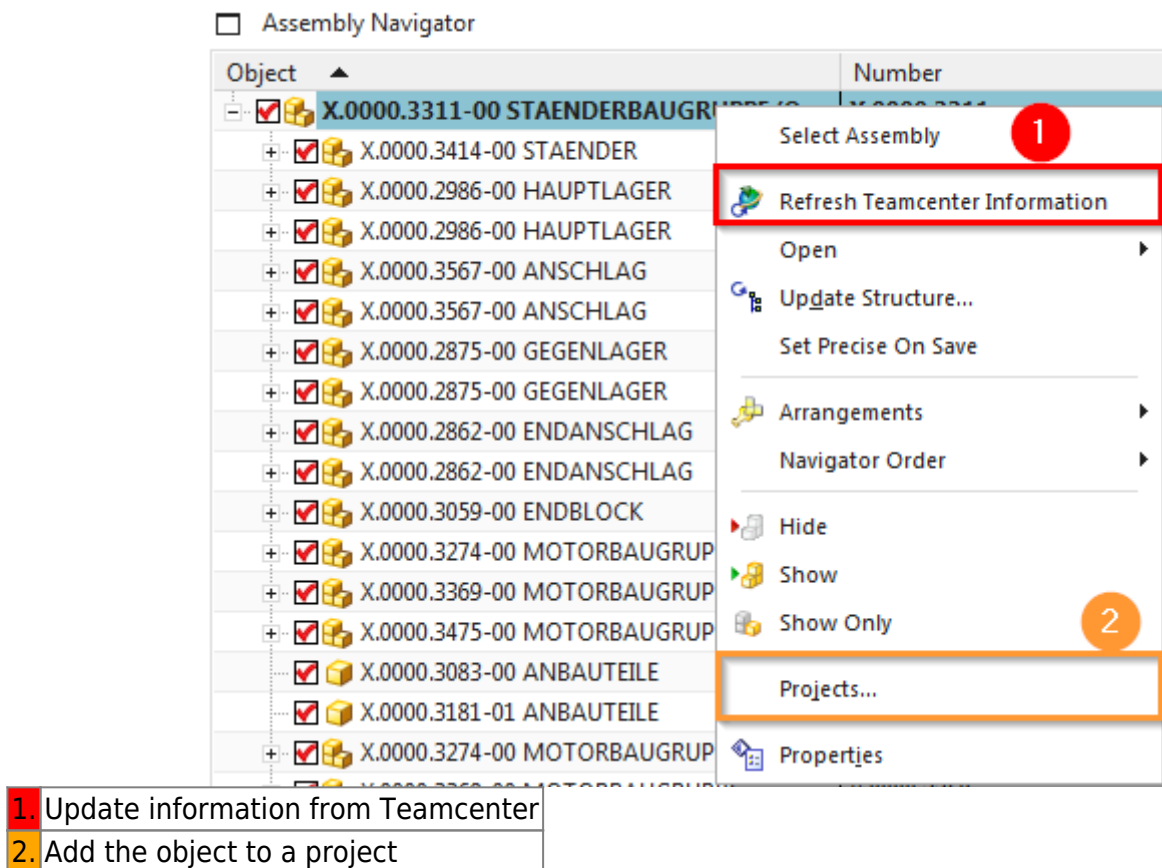 Assembly Navigator
Object Number
X.0000.3311-00
Select Assembly 1
X.0000.3414-00 STAENDER
X.0000.2986-00 HAUPTLAGER Refresh Teamcenter Information
X.0000.2986-00 HAUPTLAGER
Open
X.0000.3567-00 ANSCHLAG
Update Structure...
X.0000.3567-00 ANSCHLAG
X.0000.2875-00 GEGENLAGER Set Precise On Save
X.0000.2875-00 GEGENLAGER
Arrangements
X.0000.2862-00 ENDANSCHLAG
X.0000.2862-00 ENDANSCHLAG Navigator Order
X.0000.3059-00 ENDBLOCK
Hide
X.0000.3274-00 MOTORBAUGRUP
Show
X.0000.3369-00 MOTORBAUGRUP
X.0000.3475-00 MOTORBAUGRUP Show Only 2
X.0000.3083-00 ANBAUTEILE
Projects...
X.0000.3181-01 ANBAUTEILE
X.0000.3274-00 MOTORBAUGRUP Properties
1. Update information from Teamcenter
2. Add the object to a project